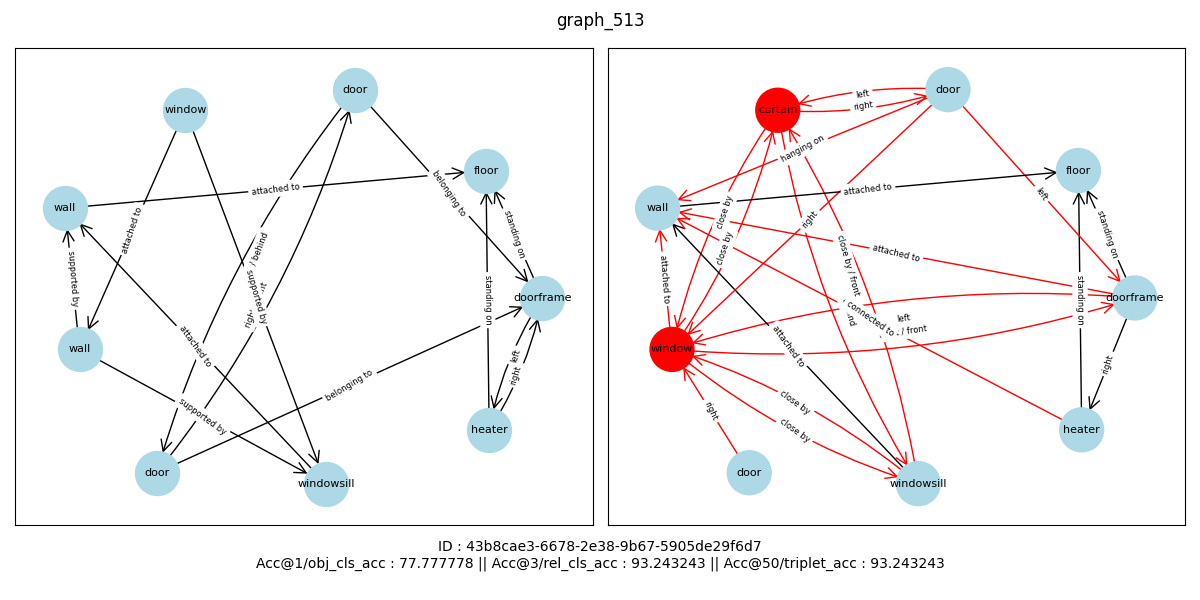 graph_513
door
window
floor
attached to
wall
belonging to
standing on
attached to
supported by
supported by
standing on
doorframe
wall
attached to
left
right
belonging to
supported by
heater
door
windowsill
door
left
right
curtain
hanging on
floor
attached to
wall
left
close by
right
standing on
close by
attached to
attached to
close by / front
doorframe
connected to
left
attached to
window
right
close by
right
close by
heater
door
windowsill
ID : 43b8cae3-6678-2e38-9b67-5905de29f6d7
Acc@1/obj_cls_acc : 77.777778 || Acc@3/rel_cls_acc : 93.243243 || Acc@50/triplet_acc : 93.243243